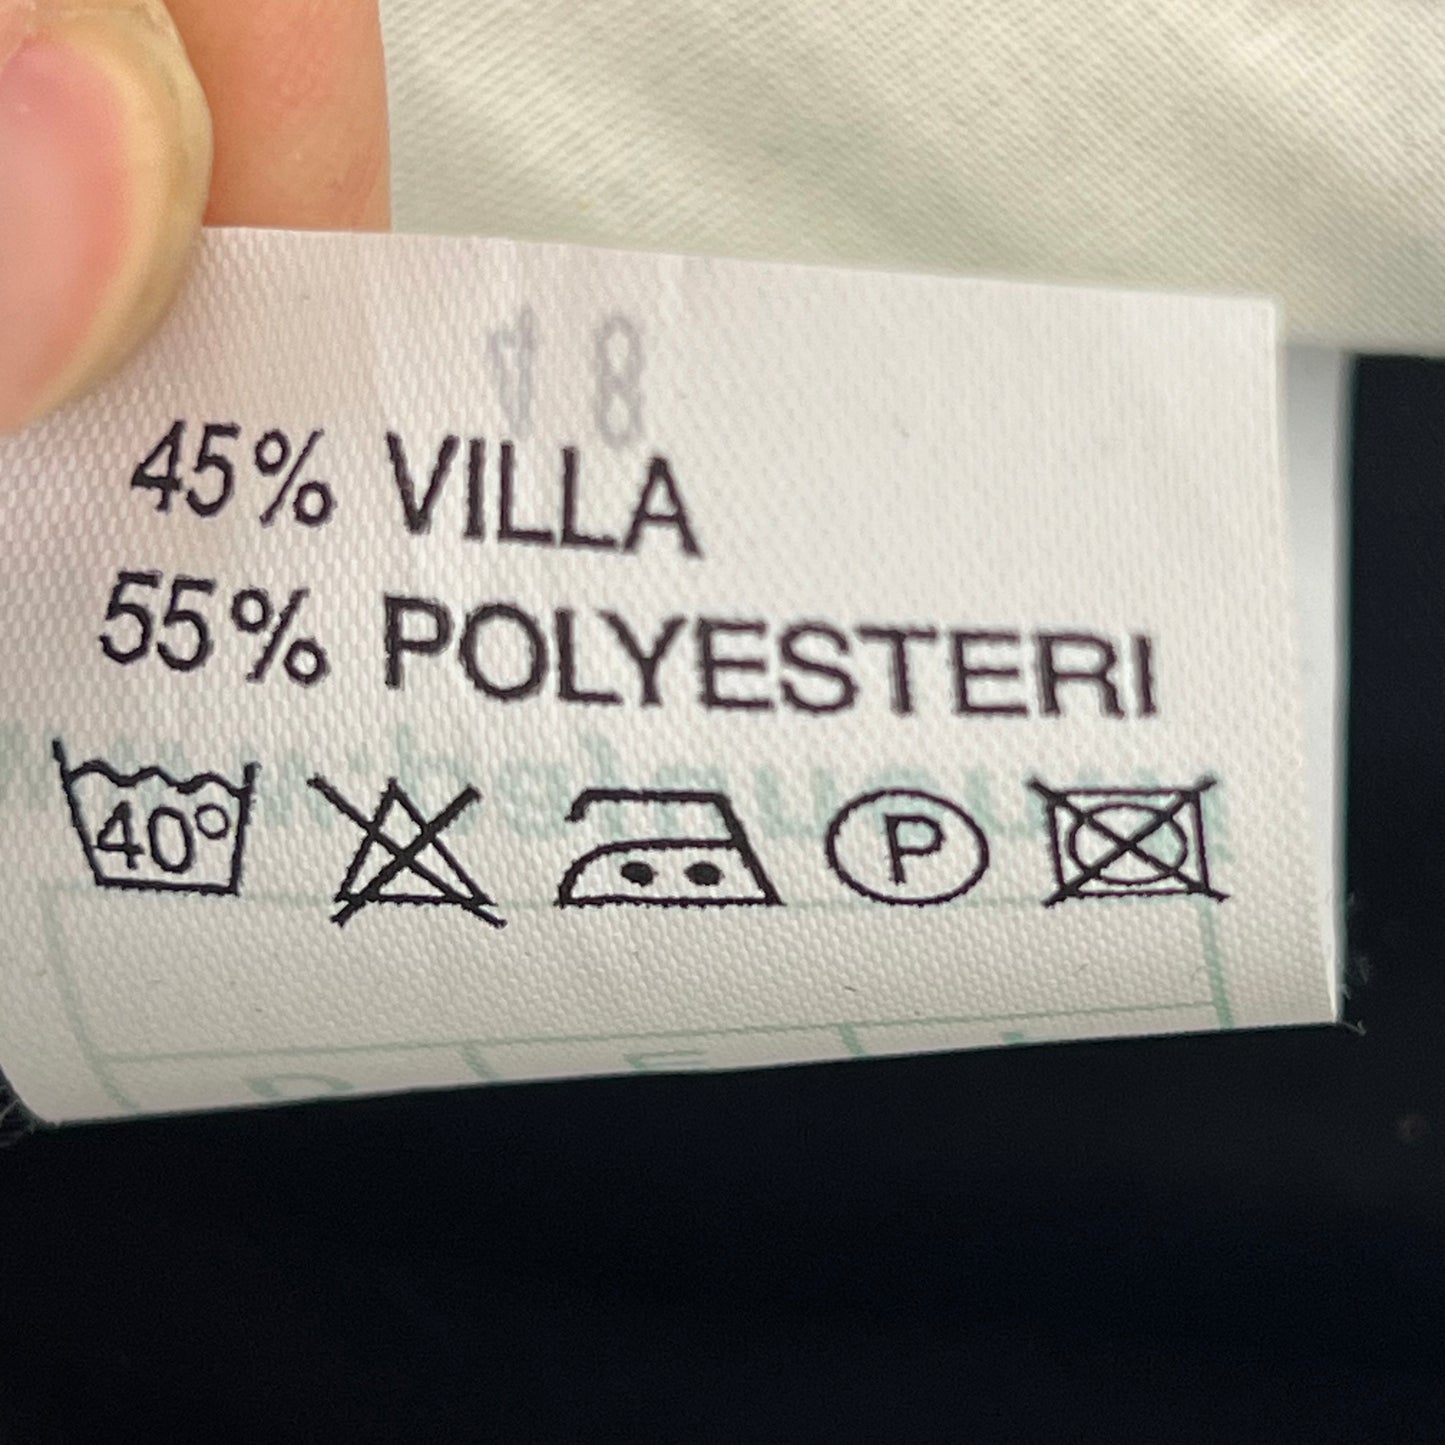 45% VILLA
55% POLYESTERI
40° P